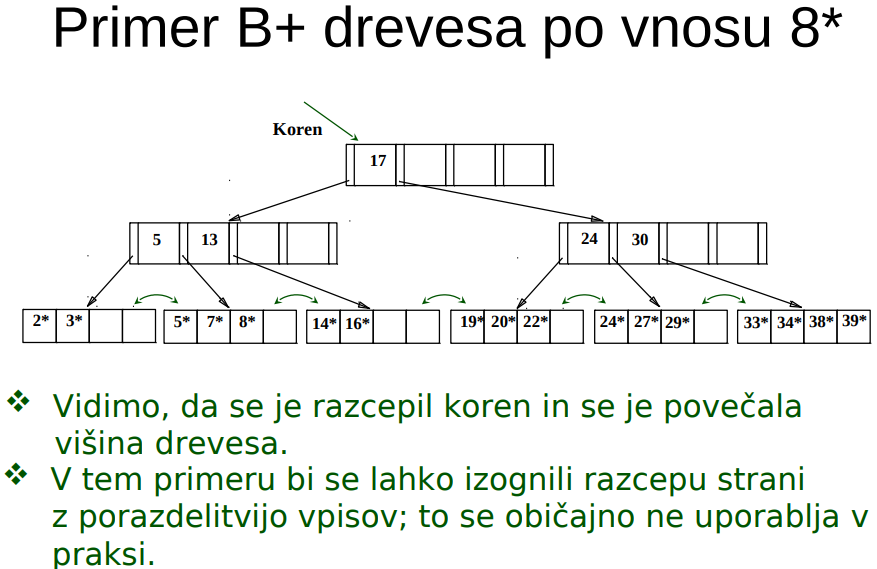 Primer B+ drevesa po vnosu 8*
Koren
17
5 13
24 30
2* 3*
5* 7* 8*
14* 16*
19* 20* 22*
24* 27* 29*
33* 34* 38* 39*
❖ Vidimo, da se je razcepil koren in se je povečala
višina drevesa.
❖ V tem primeru bi se lahko izognili razcepu strani
z porazdelitvijo vpisov; to se običajno ne uporablja v
praksi.